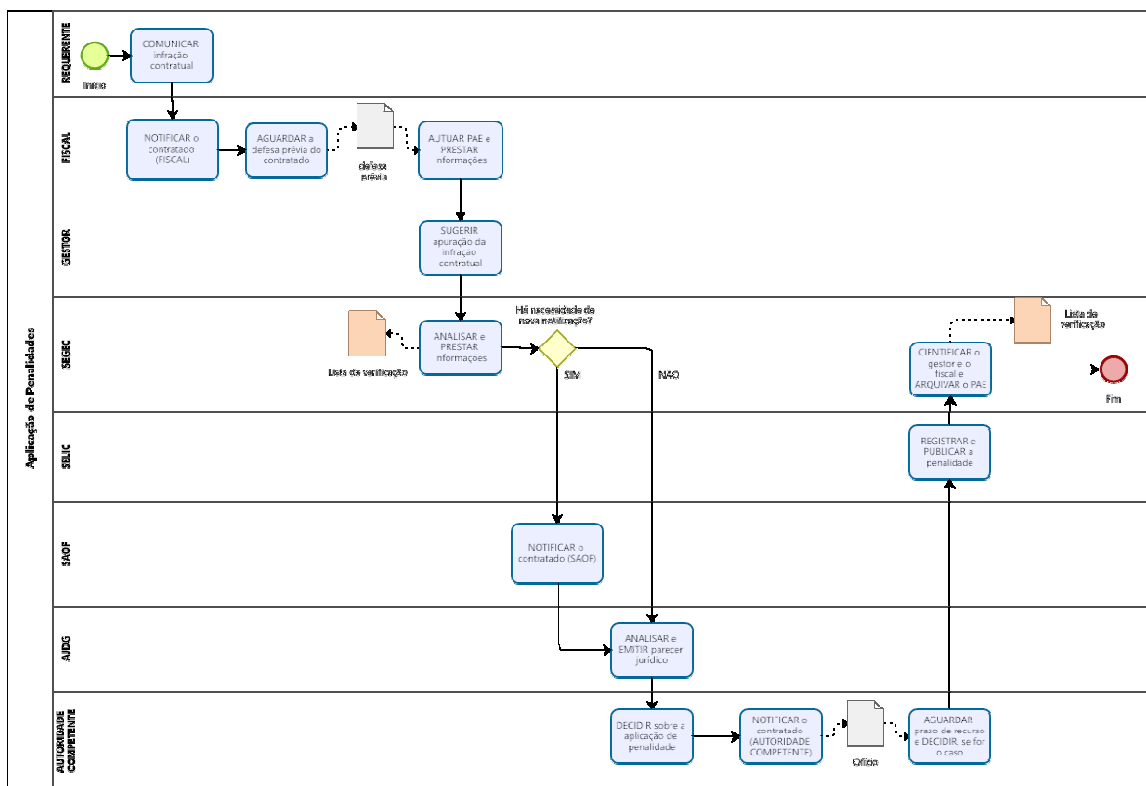 Aplicação de Penalidades
REQUERENTE
Início
COMUNICAR
infração
contratual
FISCAL
NOTIFICAR o
contratado
(FISCAL)
AGUARDAR a
defesa prévia do
contratado
defesa
prévia
AUTUAR PAE e
PRESTAR
nformações
GESTOR
SUGERIR
apuração da
infração
contratual
SEGEC
Lista de verificação
ANALISAR e
PRESTAR
nformações
Há necessidade de
nova notificação?
SIM
NÃO
CIENTIFICAR o
gestor e o
fiscal e
ARQUIVAR o PAE
Lista de
verificação
Fim
SELIC
REGISTRAR e
PUBLICAR a
penalidade
SAOF
NOTIFICAR o
contratado (SAOF)
AJDG
ANALISAR e
EMITIR parecer
jurídico
AUTORIDADE
COMPETENTE
DECIDIR sobre a
aplicação de
penalidade
NOTIFICAR o
contratado
(AUTORIDADE
COMPETENTE)
Ofício
AGUARDAR
prazo de recurso
e DECIDIR, se for
o caso